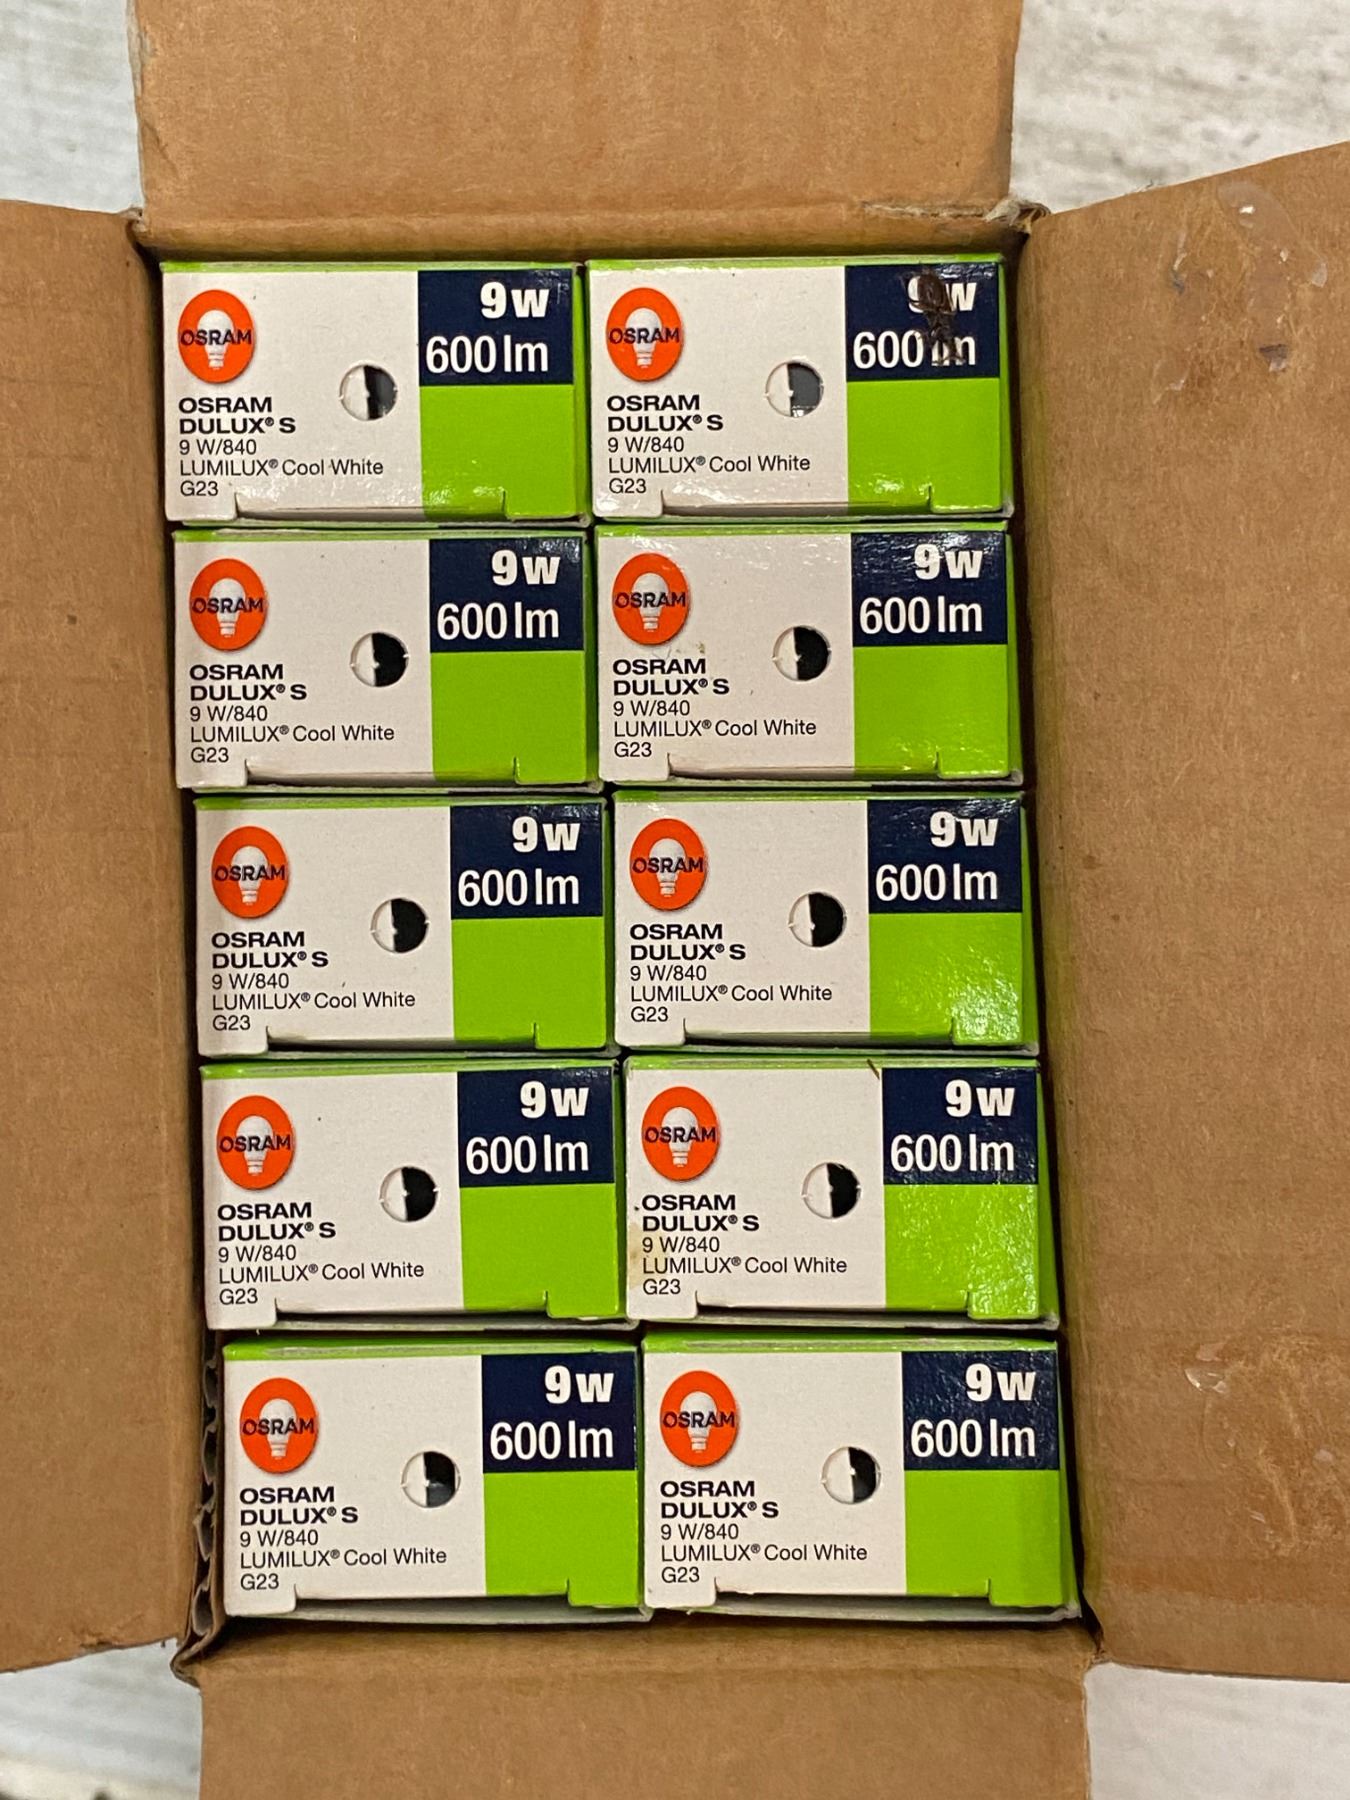 9w
600 lm
OSRAM
OSRAM
DULUX® S
9 W/840
LUMILUX® Cool White
G23
9w
600 lm
OSRAM
OSRAM
DULUX® S
9 W/840
LUMILUX® Cool White
G23
9w
600 lm
OSRAM
OSRAM
DULUX® S
9 W/840
LUMILUX® Cool White
G23
9w
600 lm
OSRAM
OSRAM
DULUX® S
9 W/840
LUMILUX® Cool White
G23
9w
600 lm
OSRAM
OSRAM
DULUX® S
9 W/840
LUMILUX® Cool White
G23
9w
600 lm
OSRAM
OSRAM
DULUX® S
9 W/840
LUMILUX® Cool White
G23
9w
600 lm
OSRAM
OSRAM
DULUX® S
9 W/840
LUMILUX® Cool White
G23
9w
600 lm
OSRAM
OSRAM
DULUX® S
9 W/840
LUMILUX® Cool White
G23
9w
600 lm
OSRAM
OSRAM
DULUX® S
9 W/840
LUMILUX® Cool White
G23
9w
600 lm
OSRAM
OSRAM
DULUX® S
9 W/840
LUMILUX® Cool White
G23